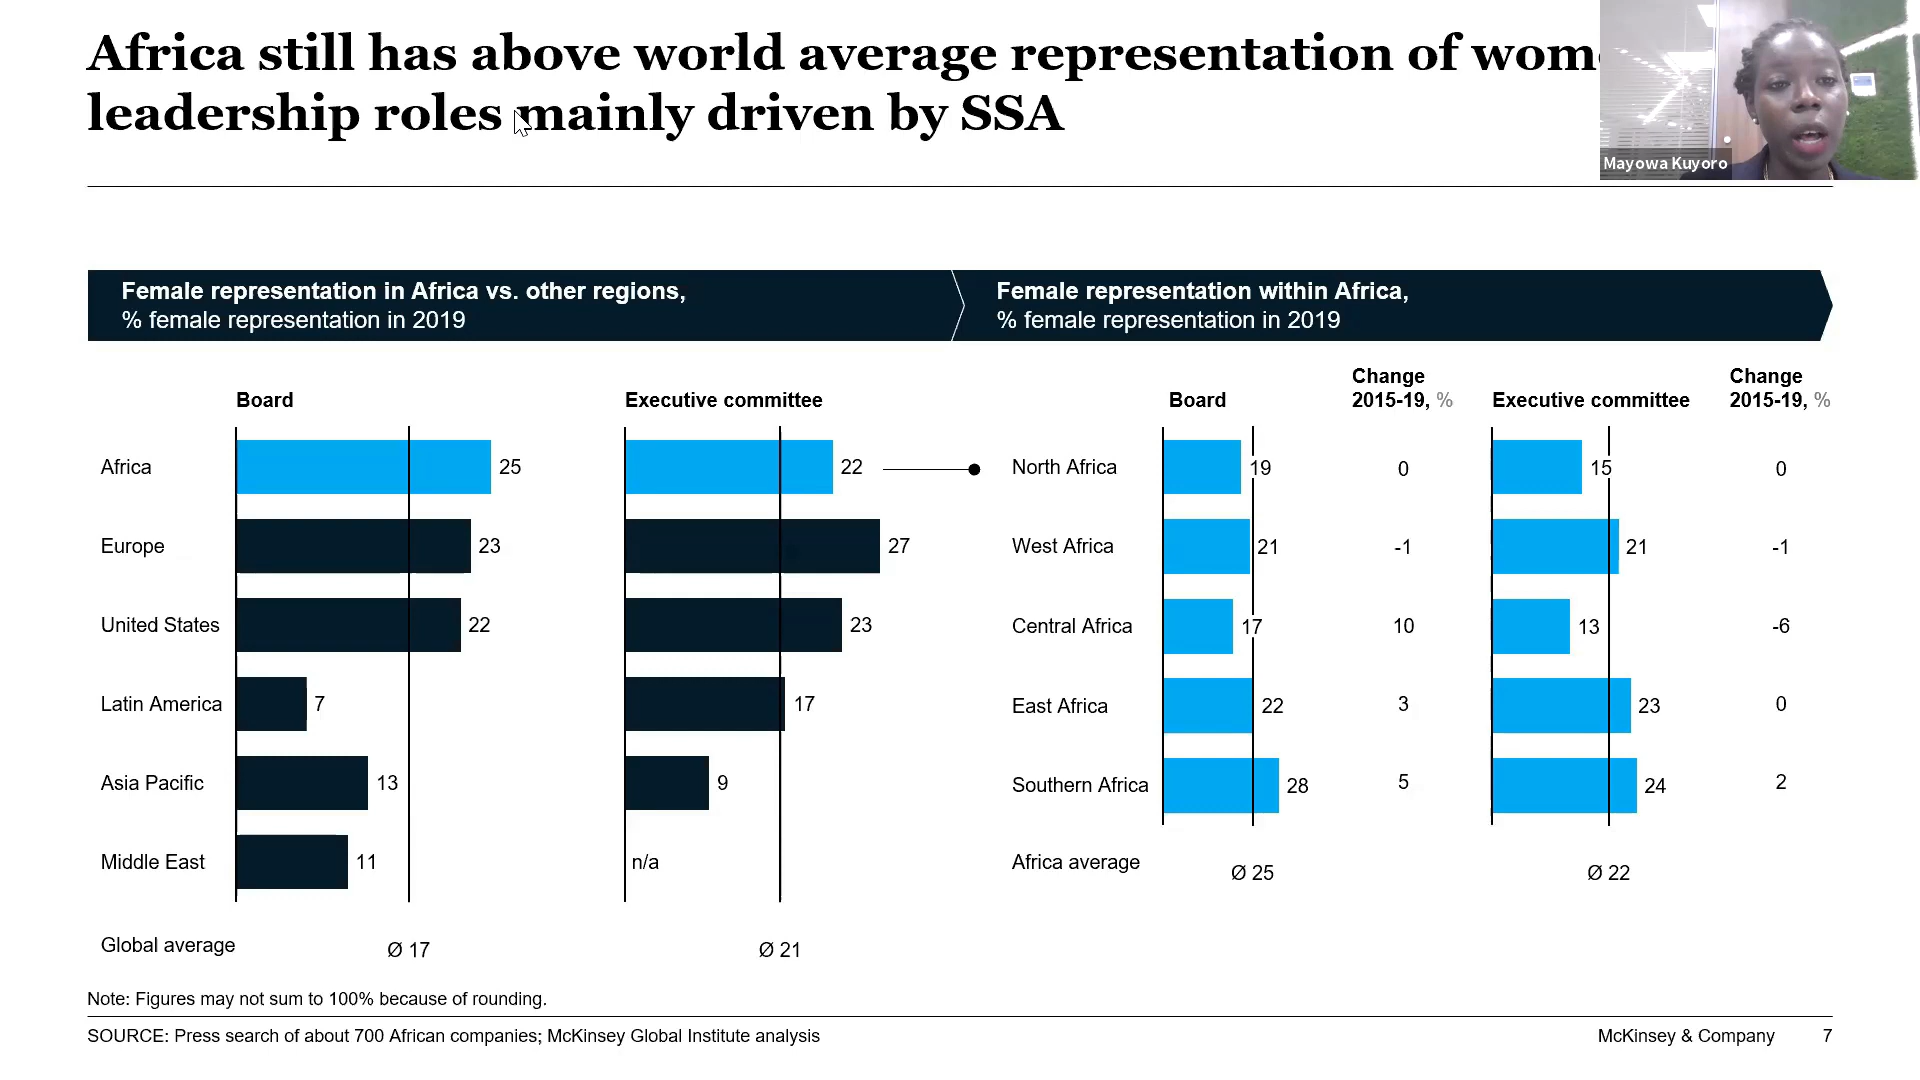 Africa still has above world average representation of
leadership roles mainly driven by SSA
Mayowa Kuyoro
Female representation in Africa vs. other regions,
% female representation in 2019
Female representation within Africa,
% female representation in 2019
Board
Executive committee
Africa 25 22
Europe 23 27
United States 22 23
Latin America 7 17
Asia Pacific 13 9
Middle East 11 n/a
Global average Ø 17 Ø 21
Board
Change
2015-19, %
Executive committee
Change
2015-19, %
North Africa 19 0 15 0
West Africa 21 -1 21 -1
Central Africa 17 10 13 -6
East Africa 22 3 23 0
Southern Africa 28 5 24 2
Africa average Ø 25 Ø 22
Note: Figures may not sum to 100% because of rounding.
SOURCE: Press search of about 700 African companies; McKinsey Global Institute analysis
McKinsey & Company 7